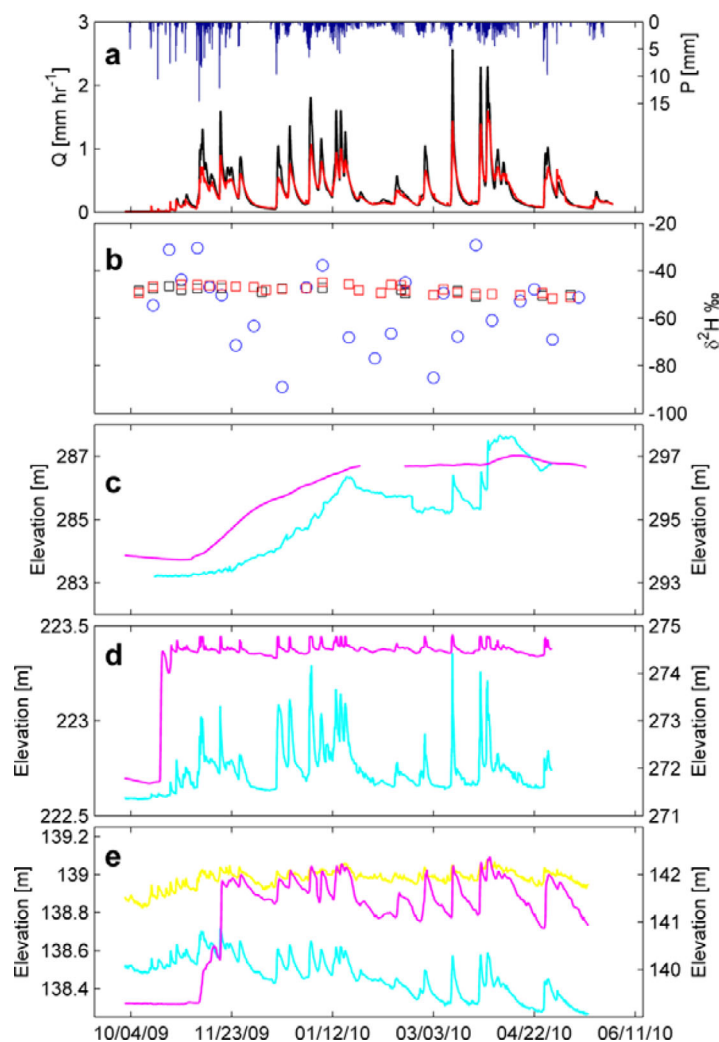 a
3
2
1
0
Q [mm hr⁻¹]
0
5
10
15
P [mm]
b
-20
-40
-60
-80
-100
δ²H ‰
c
287
285
283
Elevation [m]
297
295
293
Elevation [m]
d
223.5
223
222.5
Elevation [m]
275
274
273
272
271
Elevation [m]
e
139.2
139
138.8
138.6
138.4
Elevation [m]
142
141
140
Elevation [m]
10/04/09 11/23/09 01/12/10 03/03/10 04/22/10 06/11/10